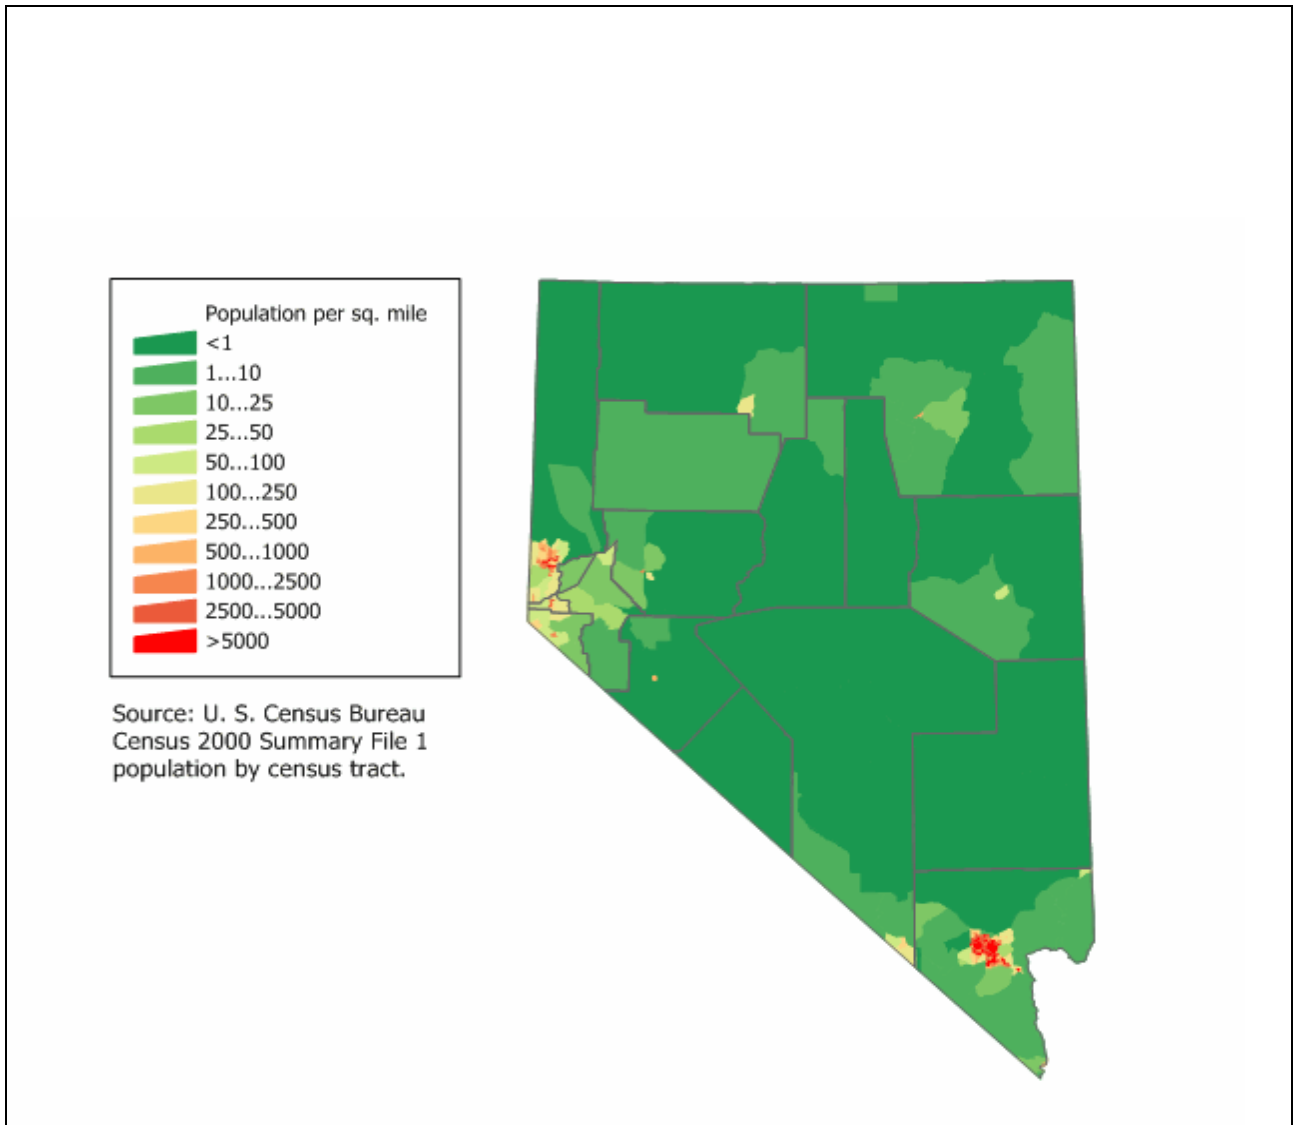 Population per sq. mile
<1
1...10
10...25
25...50
50...100
100...250
250...500
500...1000
1000...2500
2500...5000
>5000
Source: U. S. Census Bureau
Census 2000 Summary File 1
population by census tract.